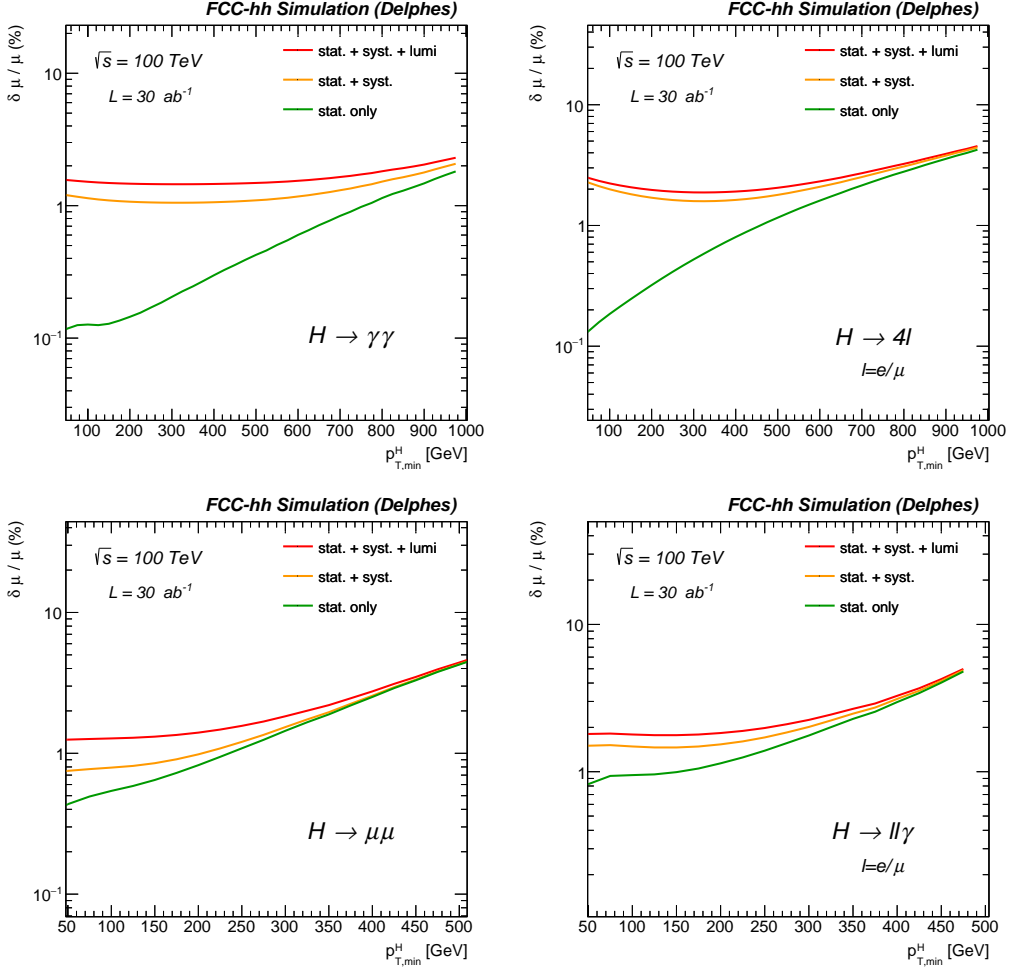 FCC-hh Simulation (Delphes)
δ μ / μ (%)
√s = 100 TeV
L = 30 ab⁻¹
stat. + syst. + lumi
stat. + syst.
stat. only
10
1
10⁻¹
H → γγ
100 200 300 400 500 600 700 800 900 1000
p_{T,min}^H [GeV]
FCC-hh Simulation (Delphes)
δ μ / μ (%)
√s = 100 TeV
L = 30 ab⁻¹
stat. + syst. + lumi
stat. + syst.
stat. only
10
1
10⁻¹
H → 4l
l=e/μ
100 200 300 400 500 600 700 800 900 1000
p_{T,min}^H [GeV]
FCC-hh Simulation (Delphes)
δ μ / μ (%)
√s = 100 TeV
L = 30 ab⁻¹
stat. + syst. + lumi
stat. + syst.
stat. only
10
1
10⁻¹
H → μμ
50 100 150 200 250 300 350 400 450 500
p_{T,min}^H [GeV]
FCC-hh Simulation (Delphes)
δ μ / μ (%)
√s = 100 TeV
L = 30 ab⁻¹
stat. + syst. + lumi
stat. + syst.
stat. only
10
1
H → llγ
l=e/μ
50 100 150 200 250 300 350 400 450 500
p_{T,min}^H [GeV]